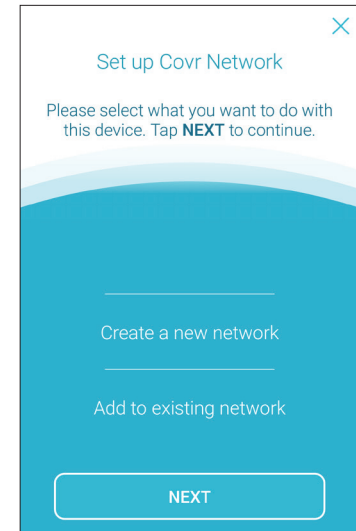 Set up Covr Network
Please select what you want to do with
this device. Tap NEXT to continue.
Create a new network
Add to existing network
NEXT